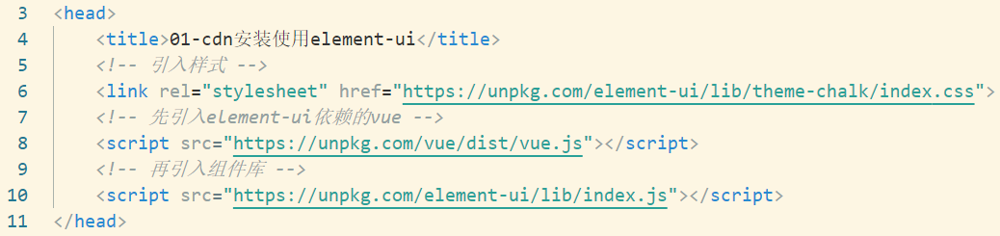 3 <head>
4 <title>01-cdn安装使用element-ui</title>
5 <!-- 引入样式 -->
6 <link rel="stylesheet" href="https://unpkg.com/element-ui/lib/theme-chalk/index.css">
7 <!-- 先引入element-ui依赖的vue -->
8 <script src="https://unpkg.com/vue/dist/vue.js"></script>
9 <!-- 再引入组件库 -->
10 <script src="https://unpkg.com/element-ui/lib/index.js"></script>
11 </head>